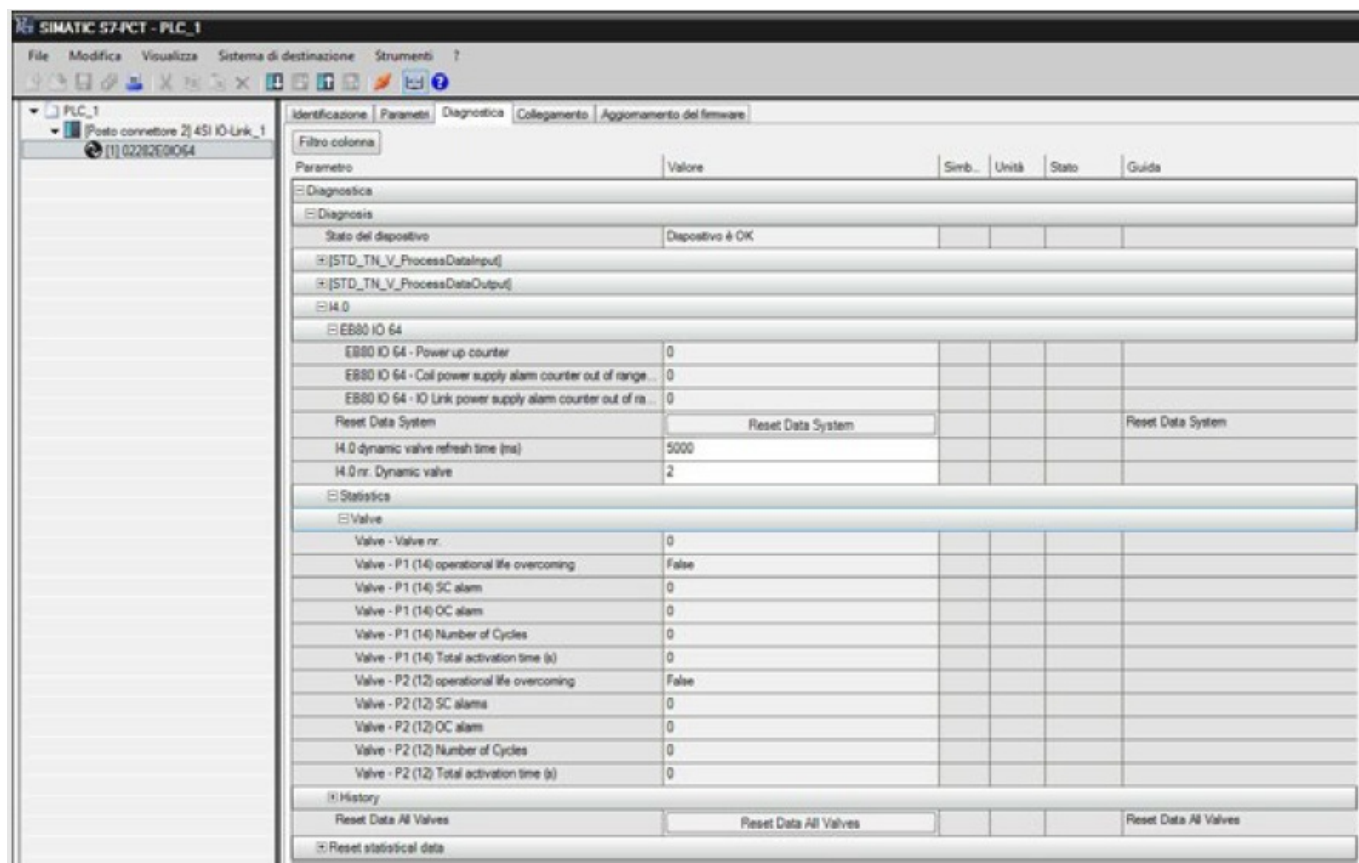 SIMATIC S7-PCT - PLC_1
File Modifica Visualizza Sistema di destinazione Strumenti ?
PLC_1
[Posto connettore 2] 4SI IO-Link_1
[1] 02282E0IO64
Identificazione Parametri Diagnostica Collegamento Aggiornamento del firmware
Filtro colonna
Parametro Valore Simb... Unità Stato Guida
Diagnostica
Diagnosis
Stato del dispositivo Dispositivo è OK
[STD_TN_V_ProcessDataInput]
[STD_TN_V_ProcessDataOutput]
I4.0
EB80 IO 64
EB80 IO 64 - Power up counter 0
EB80 IO 64 - Coil power supply alarm counter out of range... 0
EB80 IO 64 - IO Link power supply alarm counter out of ra... 0
Reset Data System Reset Data System Reset Data System
I4.0 dynamic valve refresh time (ms) 5000
I4.0 nr. Dynamic valve 2
Statistics
Valve
Valve - Valve nr. 0
Valve - P1 (14) operational life overcoming False
Valve - P1 (14) SC alarm 0
Valve - P1 (14) OC alarm 0
Valve - P1 (14) Number of Cycles 0
Valve - P1 (14) Total activation time (s) 0
Valve - P2 (12) operational life overcoming False
Valve - P2 (12) SC alarms 0
Valve - P2 (12) OC alarm 0
Valve - P2 (12) Number of Cycles 0
Valve - P2 (12) Total activation time (s) 0
History
Reset Data All Valves Reset Data All Valves Reset Data All Valves
Reset statistical data